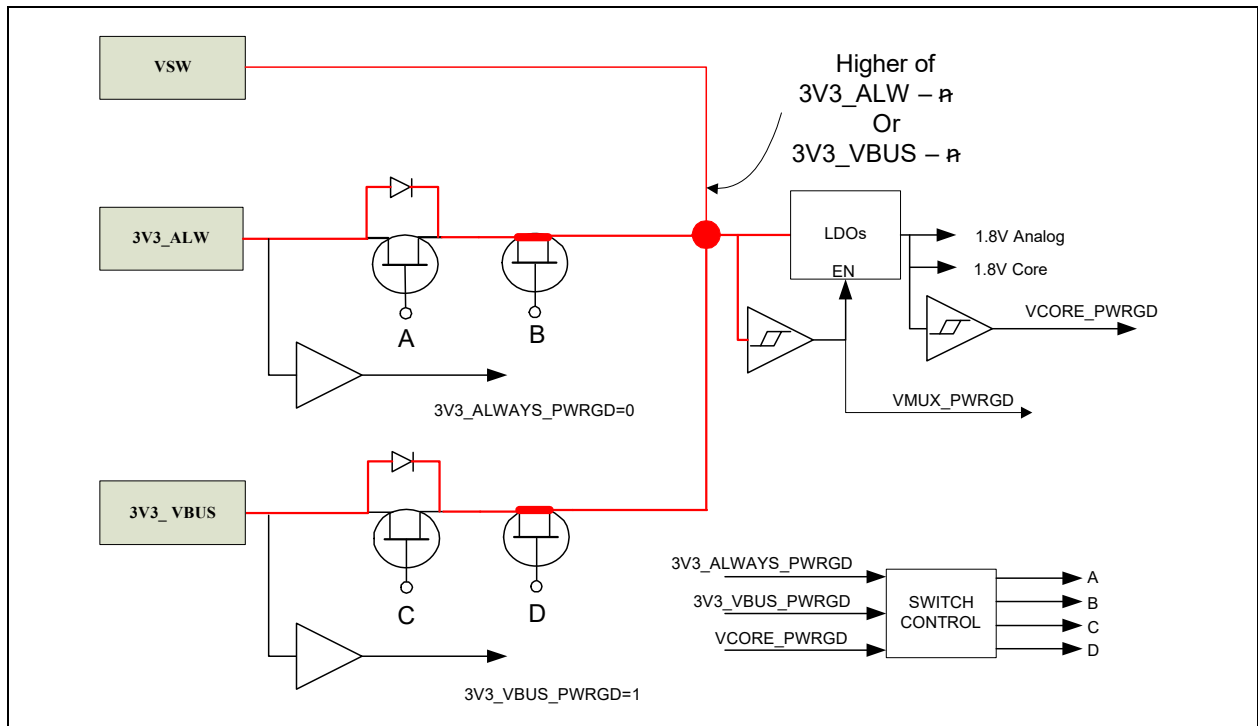 VSW
Higher of
3V3_ALW – n
Or
3V3_VBUS – n
3V3_ALW
LDOs
EN
1.8V Analog
1.8V Core
A
B
VCORE_PWRGD
3V3_ALWAYS_PWRGD=0
VMUX_PWRGD
3V3_ VBUS
C
D
3V3_VBUS_PWRGD=1
3V3_ALWAYS_PWRGD
3V3_VBUS_PWRGD
VCORE_PWRGD
SWITCH
CONTROL
A
B
C
D